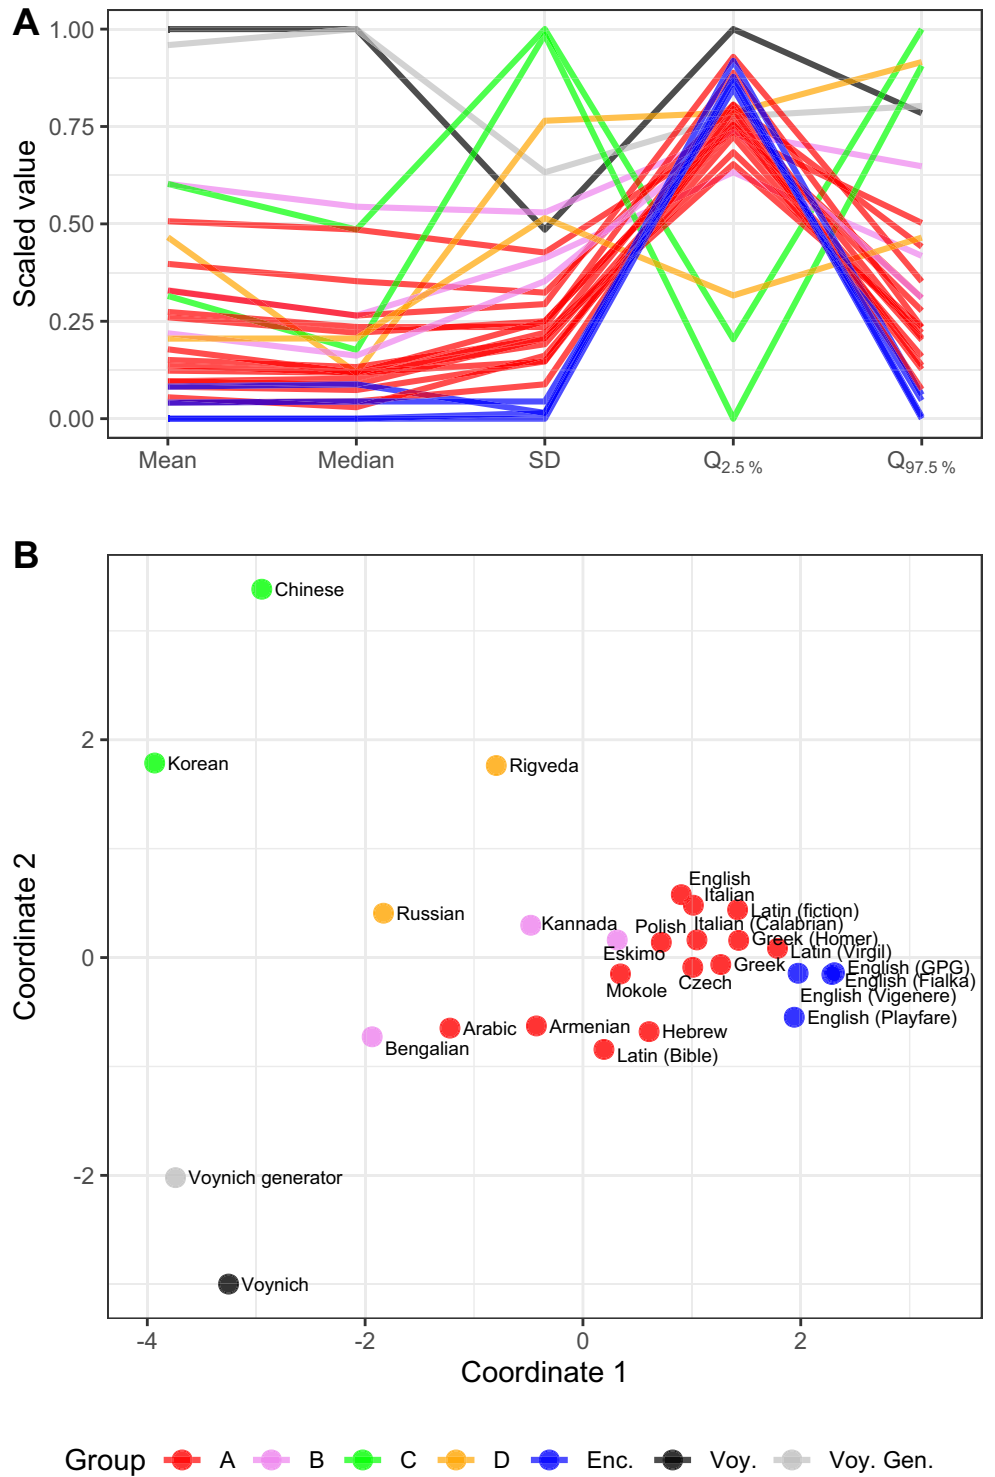 A
1.00
0.75
0.50
0.25
0.00
Scaled value
Mean Median SD Q2.5 % Q97.5 %
B
Chinese
Korean
Rigveda
English
Italian
Russian
Latin (fiction)
Kannada
Polish Italian (Calabrian)
Greek (Homer)
Eskimo
Latin (Virgil)
Greek
English (GPG)
Czech
English (Fialka)
Mokole
English (Vigenere)
English (Playfare)
Arabic
Armenian
Hebrew
Bengalian
Latin (Bible)
Voynich generator
Voynich
2
0
-2
Coordinate 2
-4 -2 0 2
Coordinate 1
Group A B C D Enc. Voy. Voy. Gen.